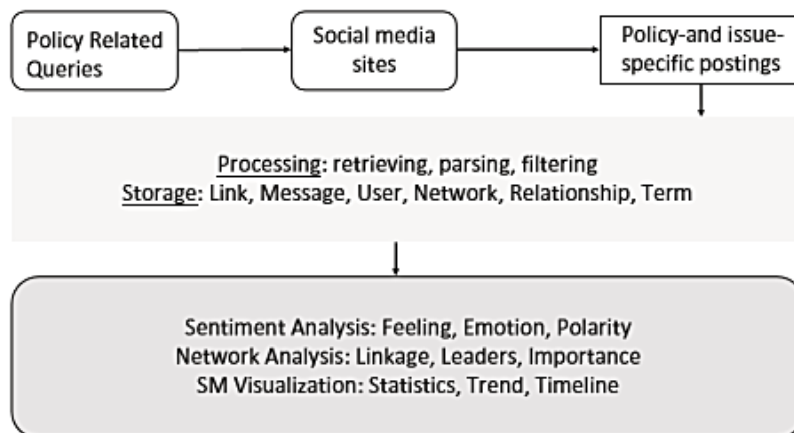 Policy Related
Queries
Social media
sites
Policy-and issue-
specific postings
Processing: retrieving, parsing, filtering
Storage: Link, Message, User, Network, Relationship, Term
Sentiment Analysis: Feeling, Emotion, Polarity
Network Analysis: Linkage, Leaders, Importance
SM Visualization: Statistics, Trend, Timeline